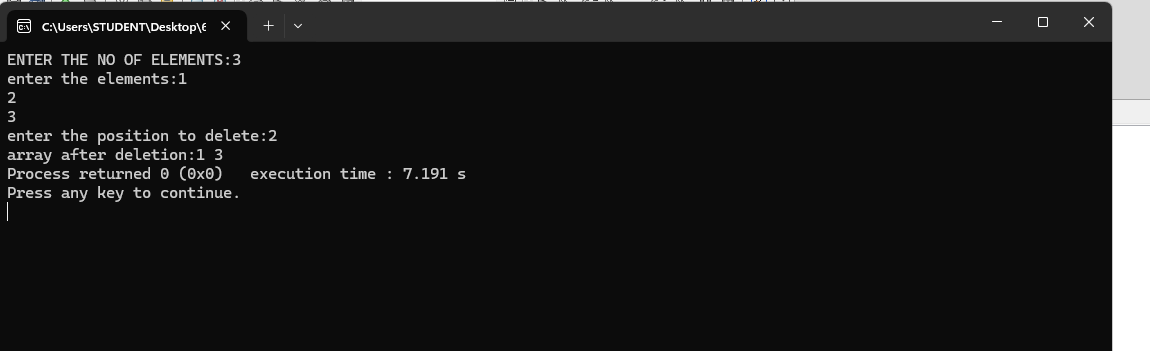 C:\Users\STUDENT\Desktop\6
ENTER THE NO OF ELEMENTS:3
enter the elements:1
2
3
enter the position to delete:2
array after deletion:1 3
Process returned 0 (0x0)   execution time : 7.191 s
Press any key to continue.